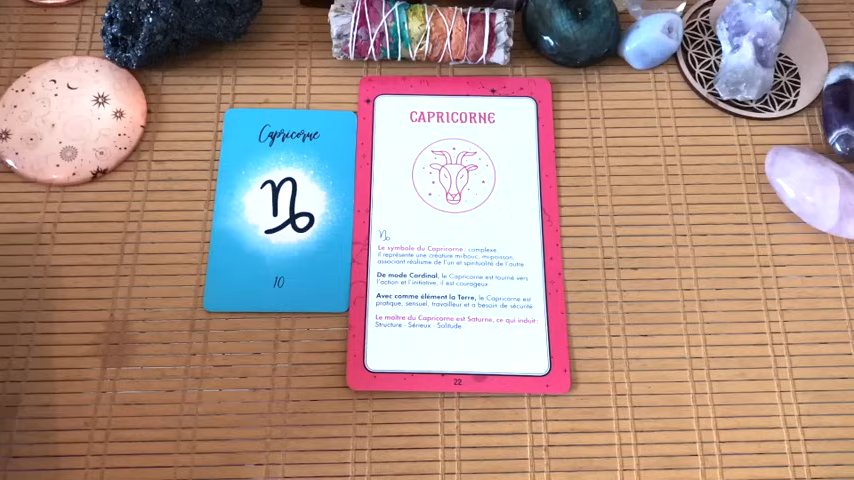 Capricorne
10
CAPRICORNE
Le symbole du Capricorne: complexe.
Il représente une créature mi-bouc, mi-poisson,
associant réalisme de l'un et spiritualité de l'autre.
De mode Cardinal, le Capricorne est tourné vers
l'action et l'initiative, il est courageux.
Avec comme élément la Terre, le Capricorne est
pratique, sensuel, travailleur et a besoin de sécurité.
Le maître du Capricorne est Saturne, ce qui induit:
Structure - Sérieux - Solitude
22